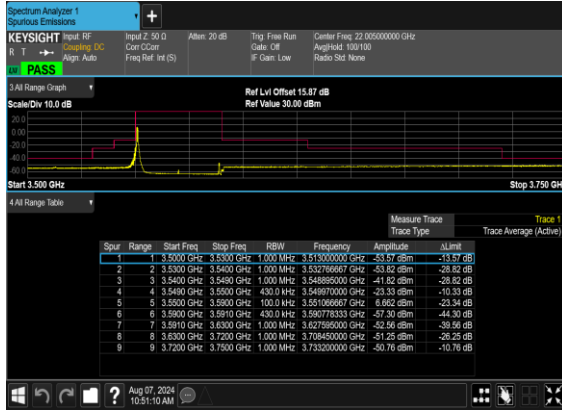 Spectrum Analyzer 1
Spurious Emissions
KEYSIGHT Input: RF Input Z: 50 Ω Atten: 20 dB Trig: Free Run Center Freq: 22.005000000 GHz
R T Coupling: DC Corr CCorr Gate: Off Avg|Hold: 100/100
Align: Auto Freq Ref: Int (S) IF Gain: Low Radio Std: None
PASS
3 All Range Graph Ref Lvl Offset 15.87 dB
Scale/Div 10.0 dB Ref Value 30.00 dBm
20.0
0.00
-20.0
-40.0
-60.0
Start 3.500 GHz Stop 3.750 GH
4 All Range Table
Measure Trace Trace 1
Trace Type Trace Average (Active)
Spur Range Start Freq Stop Freq RBW Frequency Amplitude ΔLimit
1 1 3.5000 GHz 3.5300 GHz 1.000 MHz 3.513000000 GHz -53.57 dBm -13.57 dB
2 2 3.5300 GHz 3.5400 GHz 1.000 MHz 3.532766667 GHz -53.82 dBm -28.82 dB
3 3 3.5400 GHz 3.5490 GHz 1.000 MHz 3.548895000 GHz -41.82 dBm -28.82 dB
4 4 3.5490 GHz 3.5500 GHz 430.0 kHz 3.549970000 GHz -23.33 dBm -10.33 dB
5 5 3.5500 GHz 3.5900 GHz 100.0 kHz 3.551066667 GHz 6.662 dBm -23.34 dB
6 6 3.5900 GHz 3.5910 GHz 430.0 kHz 3.590778333 GHz -57.30 dBm -44.30 dB
7 7 3.5910 GHz 3.6300 GHz 1.000 MHz 3.627595000 GHz -52.56 dBm -39.56 dB
8 8 3.6300 GHz 3.7200 GHz 1.000 MHz 3.708450000 GHz -51.25 dBm -26.25 dB
9 9 3.7200 GHz 3.7500 GHz 1.000 MHz 3.733200000 GHz -50.76 dBm -10.76 dB
Aug 07, 2024
10:51:10 AM